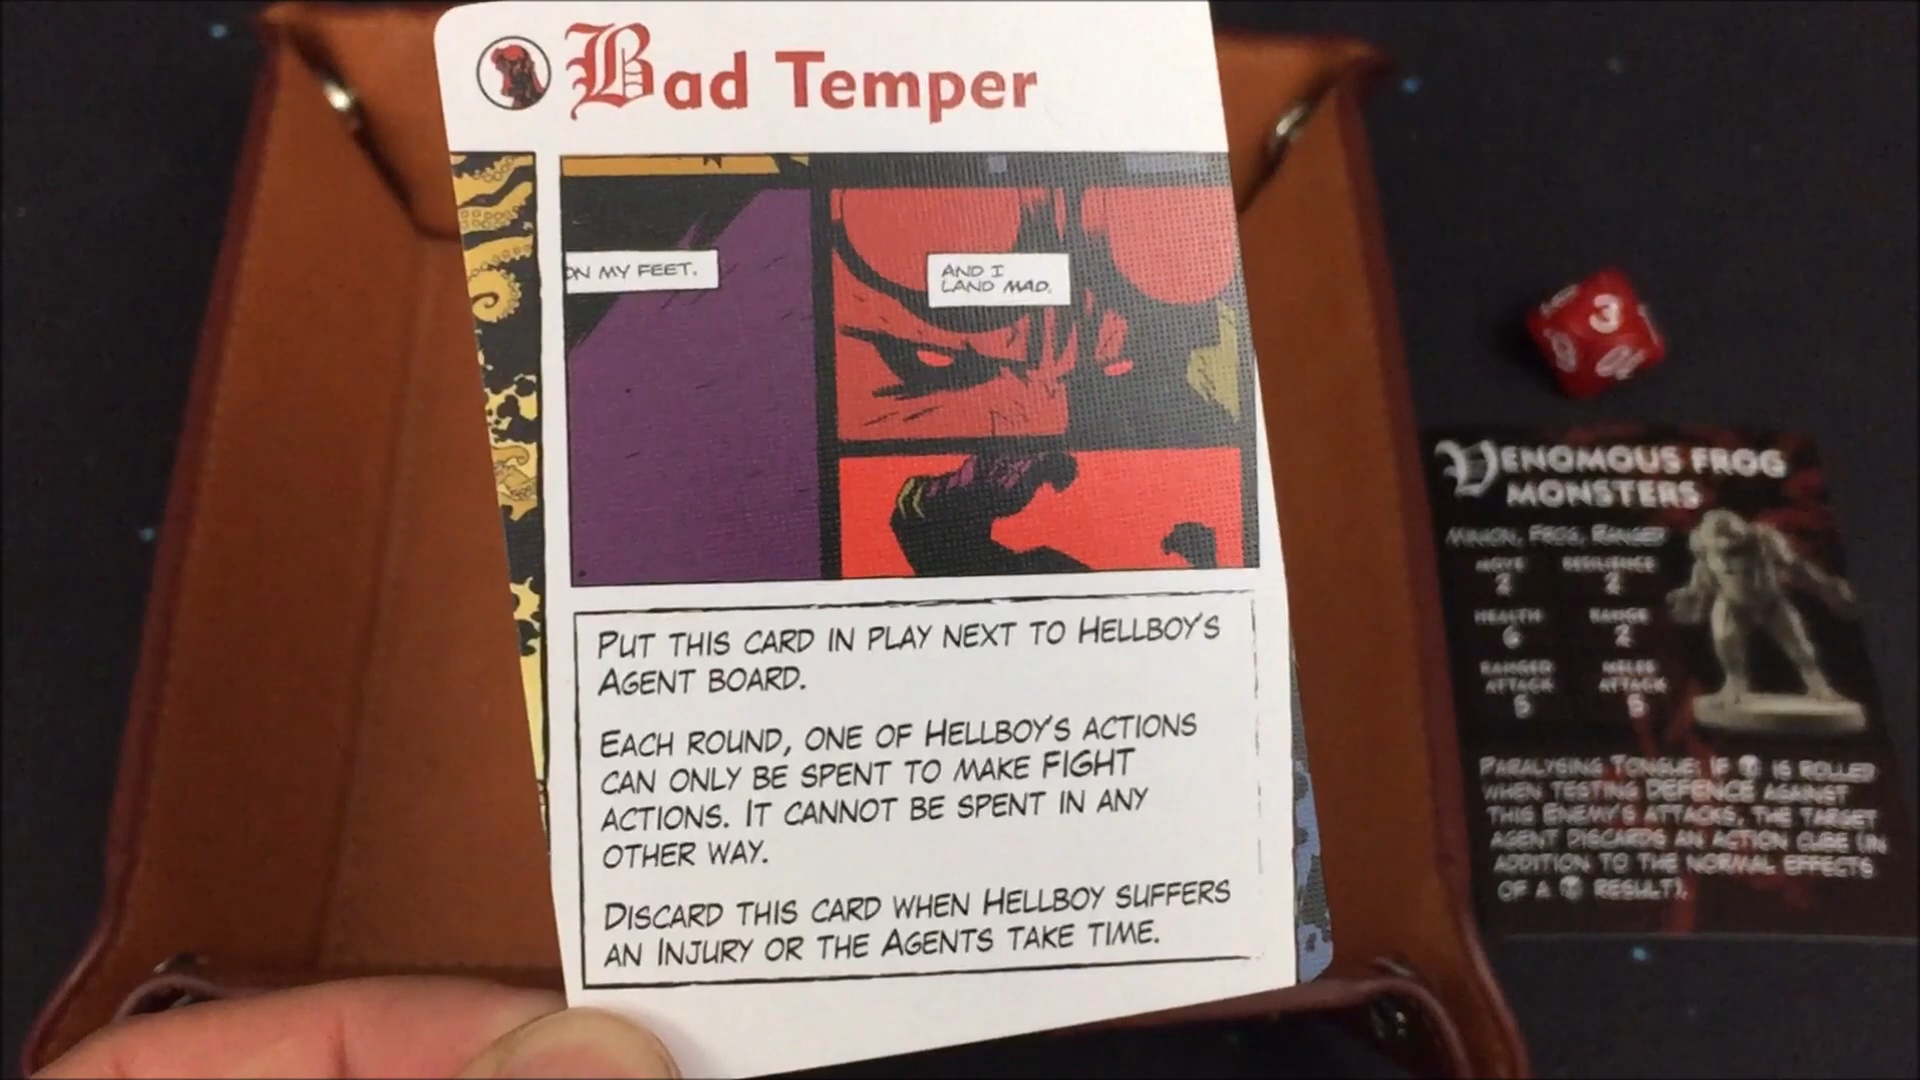 Bad Temper
ON MY FEET.
AND I
LAND MAD.
PUT THIS CARD IN PLAY NEXT TO HELLBOY'S
AGENT BOARD.
EACH ROUND, ONE OF HELLBOY'S ACTIONS
CAN ONLY BE SPENT TO MAKE FIGHT
ACTIONS. IT CANNOT BE SPENT IN ANY
OTHER WAY.
DISCARD THIS CARD WHEN HELLBOY SUFFERS
AN INJURY OR THE AGENTS TAKE TIME.
3
6
10
VENOMOUS FROG
MONSTERS
MINION, FROG, RANGED
MOVE RESILIENCE
2 2
HEALTH RANGE
6 2
RANGED MELEE
ATTACK ATTACK
5 5
PARALYSING TONGUE: IF IS ROLLED
WHEN TESTING DEFENCE AGAINST
THIS ENEMY'S ATTACKS, THE TARGET
AGENT DISCARDS AN ACTION CUBE (IN
ADDITION TO THE NORMAL EFFECTS
OF A RESULT).